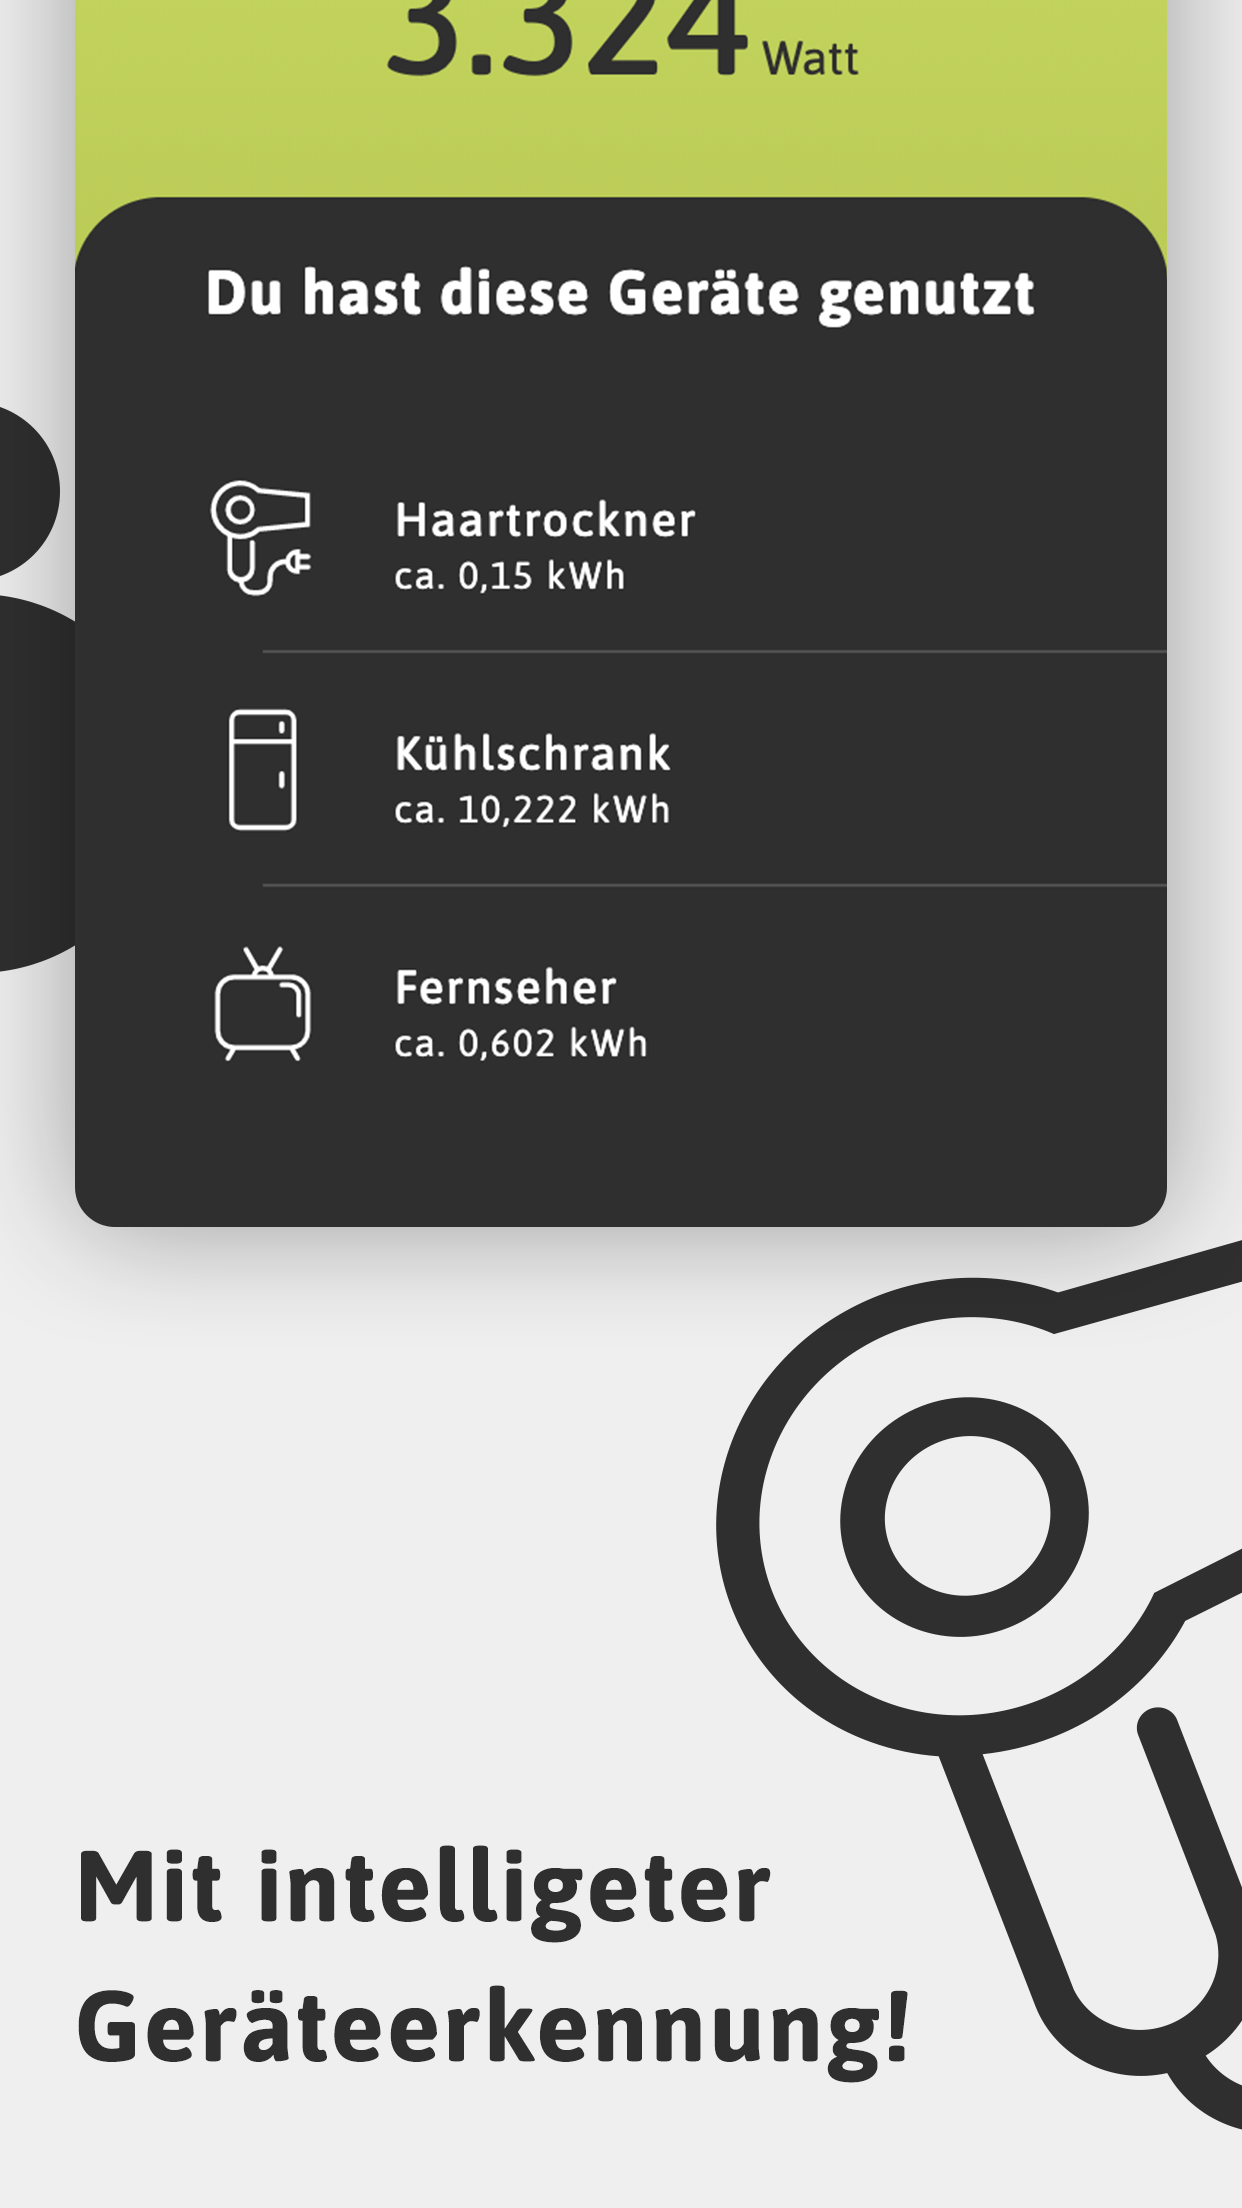 3.324 Watt
Du hast diese Geräte genutzt
Haartrockner
ca. 0,15 kWh
Kühlschrank
ca. 10,222 kWh
Fernseher
ca. 0,602 kWh
Mit intelligeter
Geräteerkennung!